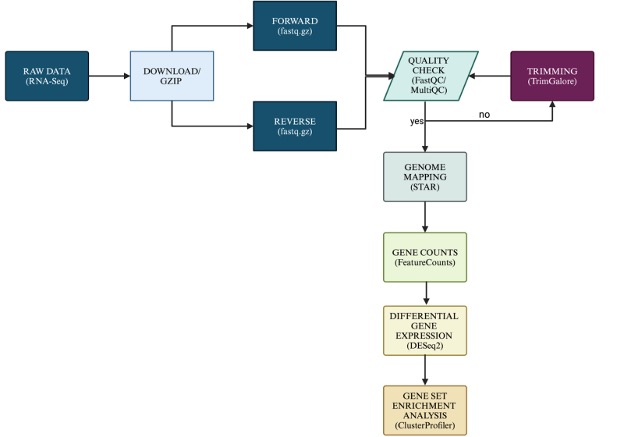 FORWARD
(fastq.gz)
RAW DATA
(RNA-Seq)
DOWNLOAD/
GZIP
QUALITY
CHECK
(FastQC/
MultiQC)
TRIMMING
(TrimGalore)
REVERSE
(fastq.gz)
yes
no
GENOME
MAPPING
(STAR)
GENE COUNTS
(FeatureCounts)
DIFFERENTIAL
GENE
EXPRESSION
(DESeq2)
GENE SET
ENRICHMENT
ANALYSIS
(ClusterProfiler)